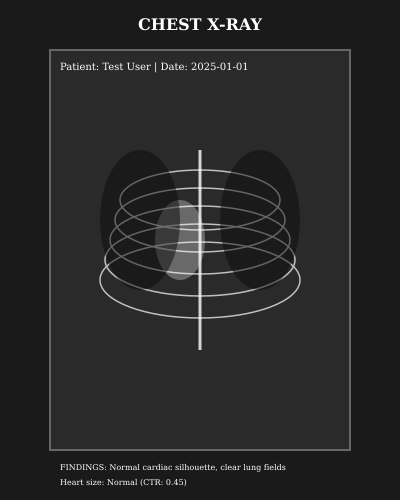 CHEST X-RAY
Patient: Test User | Date: 2025-01-01
FINDINGS: Normal cardiac silhouette, clear lung fields
Heart size: Normal (CTR: 0.45)